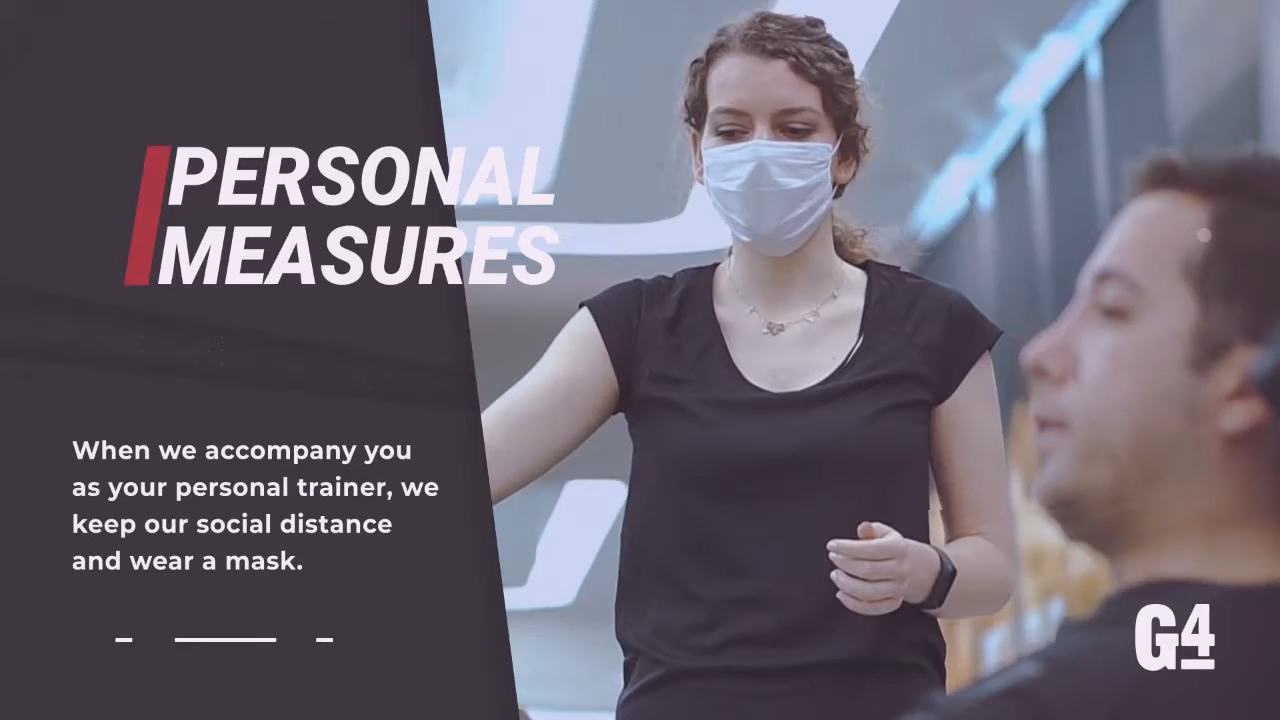 PERSONAL
MEASURES
When we accompany you
as your personal trainer, we
keep our social distance
and wear a mask.
G4